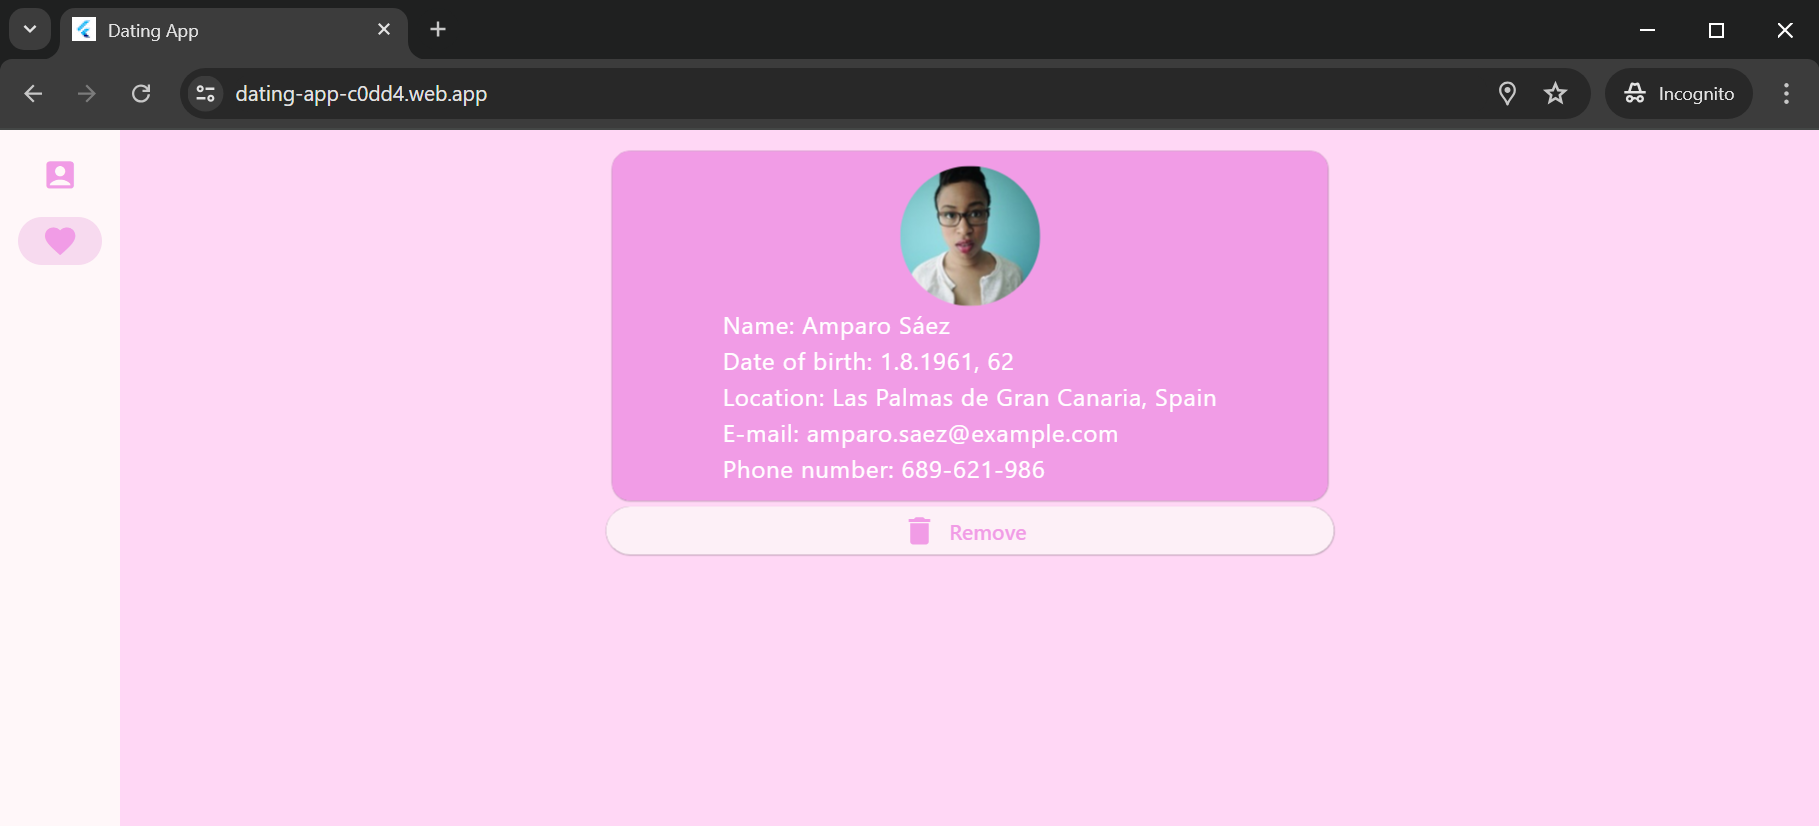 Dating App
dating-app-c0dd4.web.app
Incognito
Name: Amparo Sáez
Date of birth: 1.8.1961, 62
Location: Las Palmas de Gran Canaria, Spain
E-mail: amparo.saez@example.com
Phone number: 689-621-986
Remove